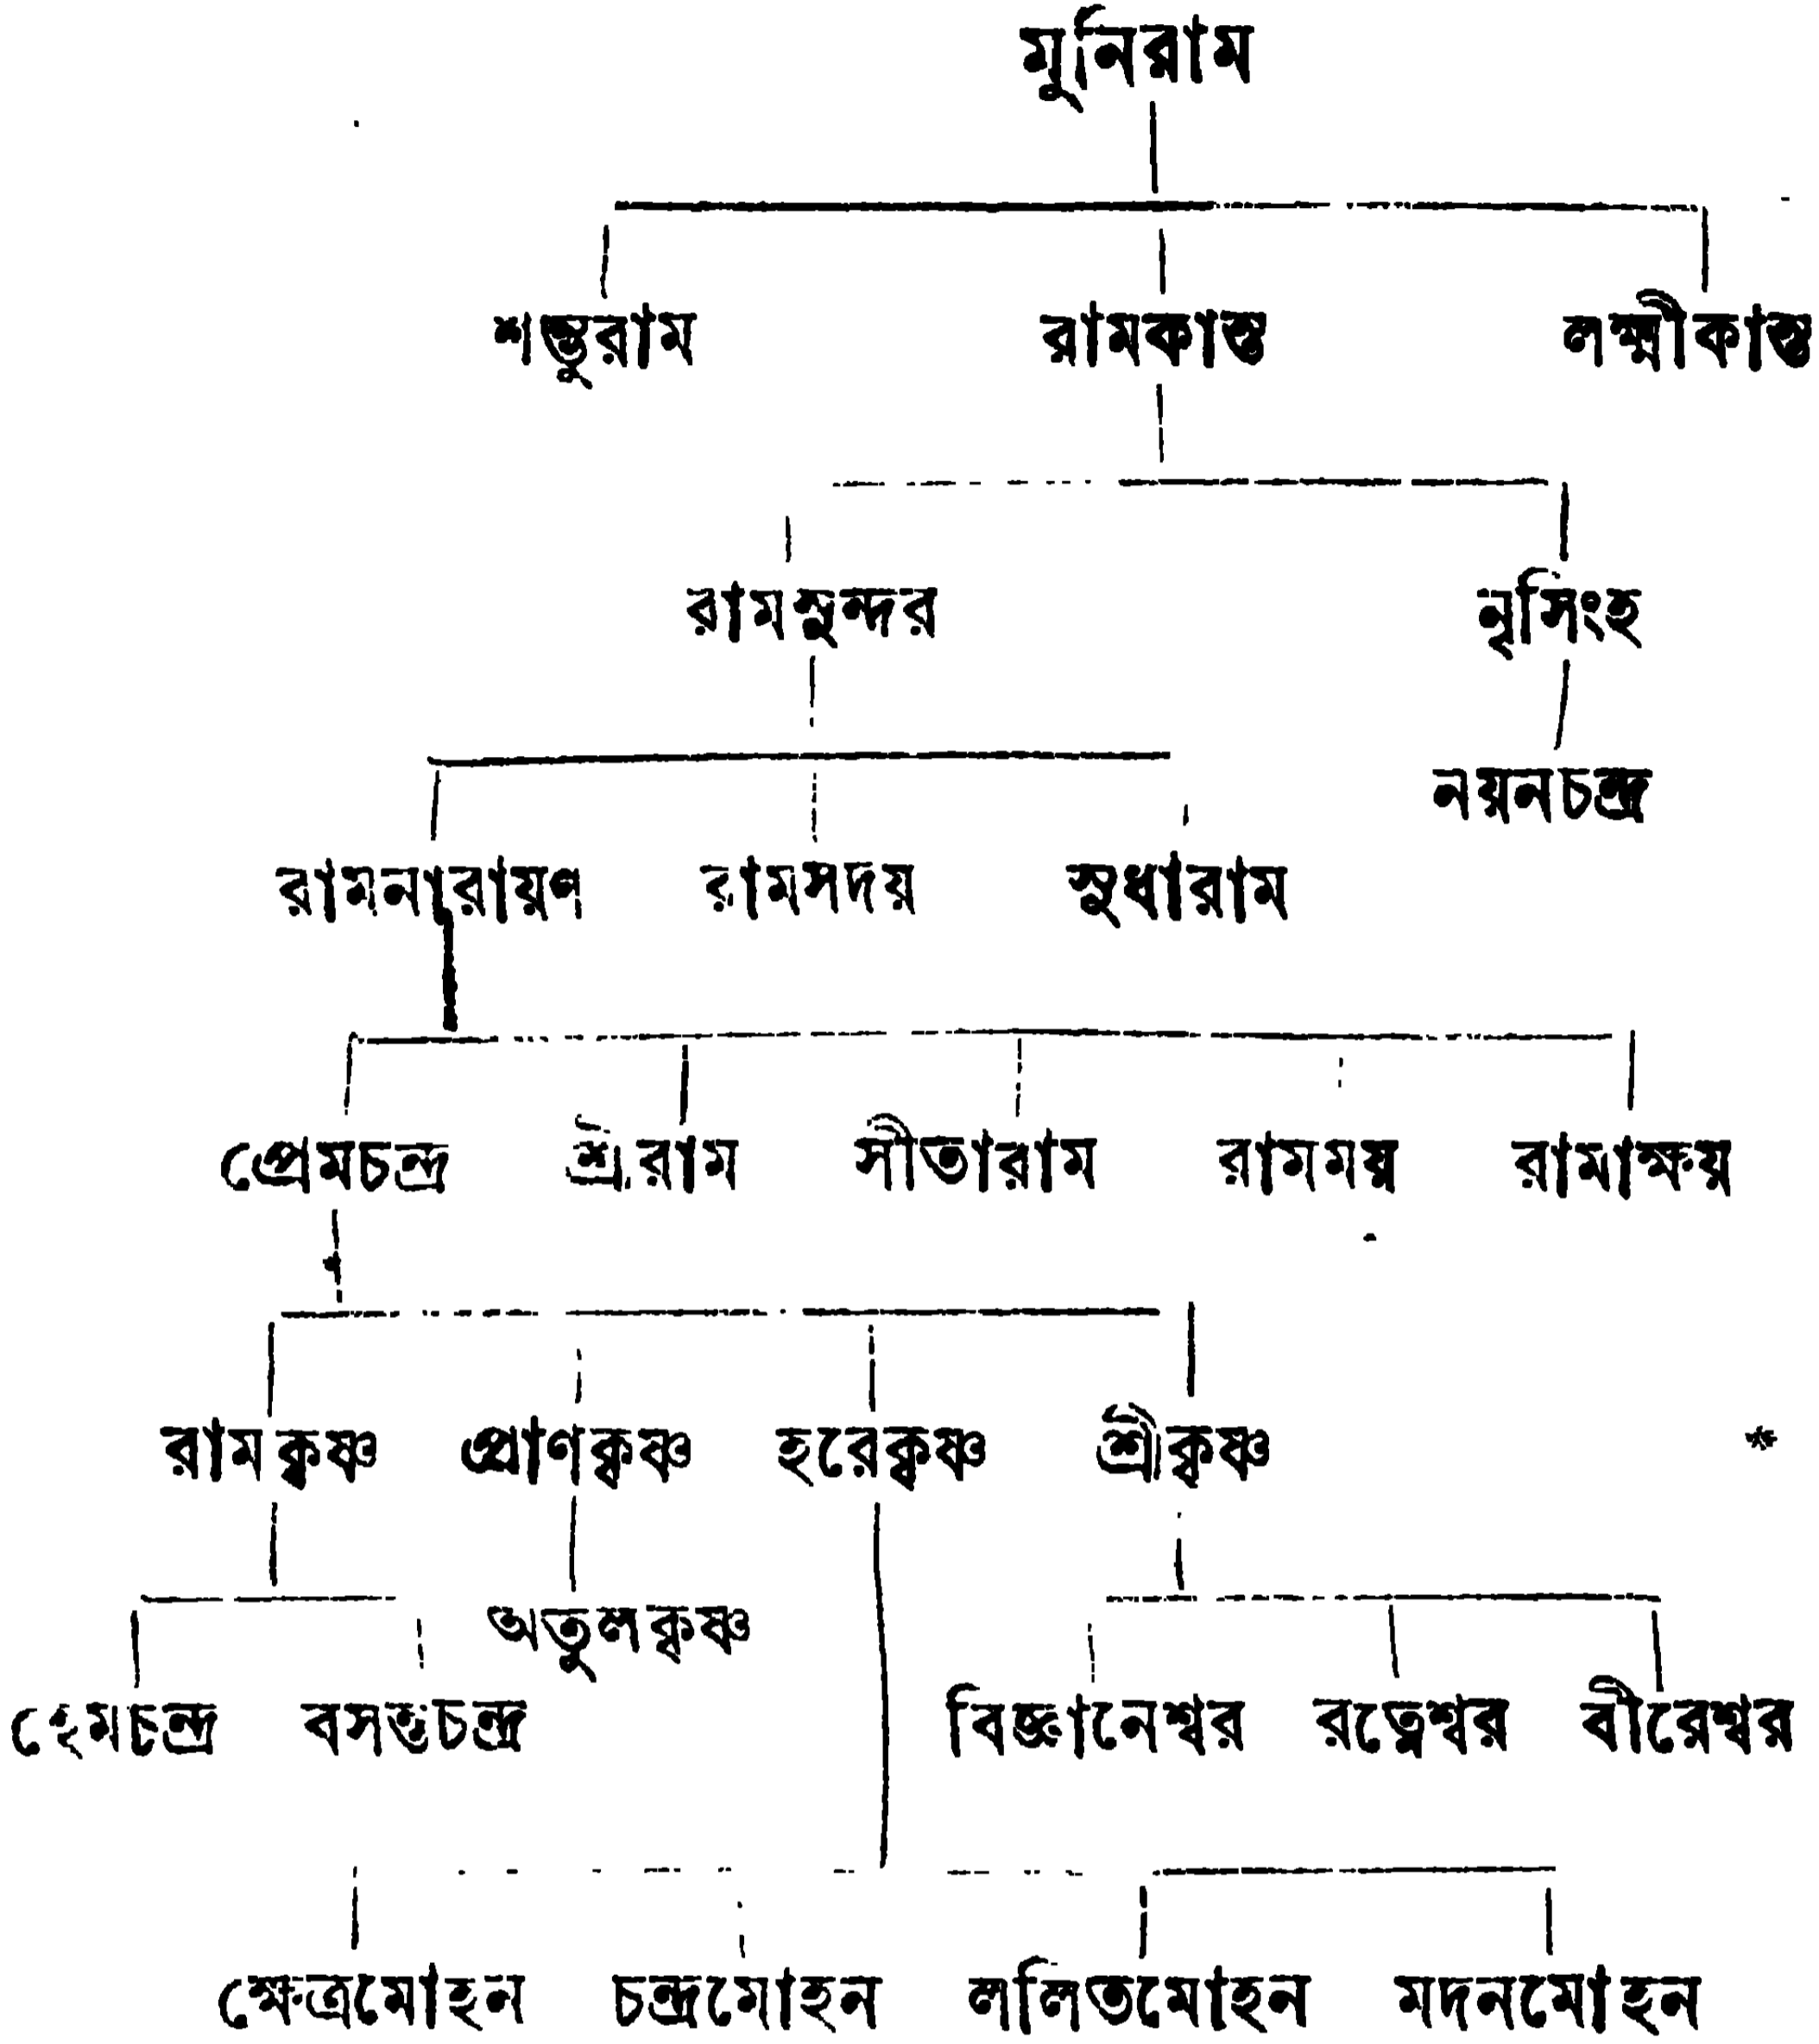 মুনিরাম
শম্ভুরাম রামকান্ত লক্ষ্মীকান্ত
রামসুন্দর নৃসিংহ
নয়নচন্দ্র
রামনারায়ণ রামসদয় সুধারাম
প্রেমচন্দ্র শ্রীরাম সীতারাম রামময় রামাক্ষয়
রামকৃষ্ণ প্রাণকৃষ্ণ হরেকৃষ্ণ শ্রীকৃষ্ণ
অতুলকৃষ্ণ
হেমচন্দ্র বসন্তচন্দ্র বিজ্ঞানেশ্বর রত্নেশ্বর বীরেশ্বর
ক্ষেত্রমোহন চন্দ্রমোহন ললিতমোহন মদনমোহন